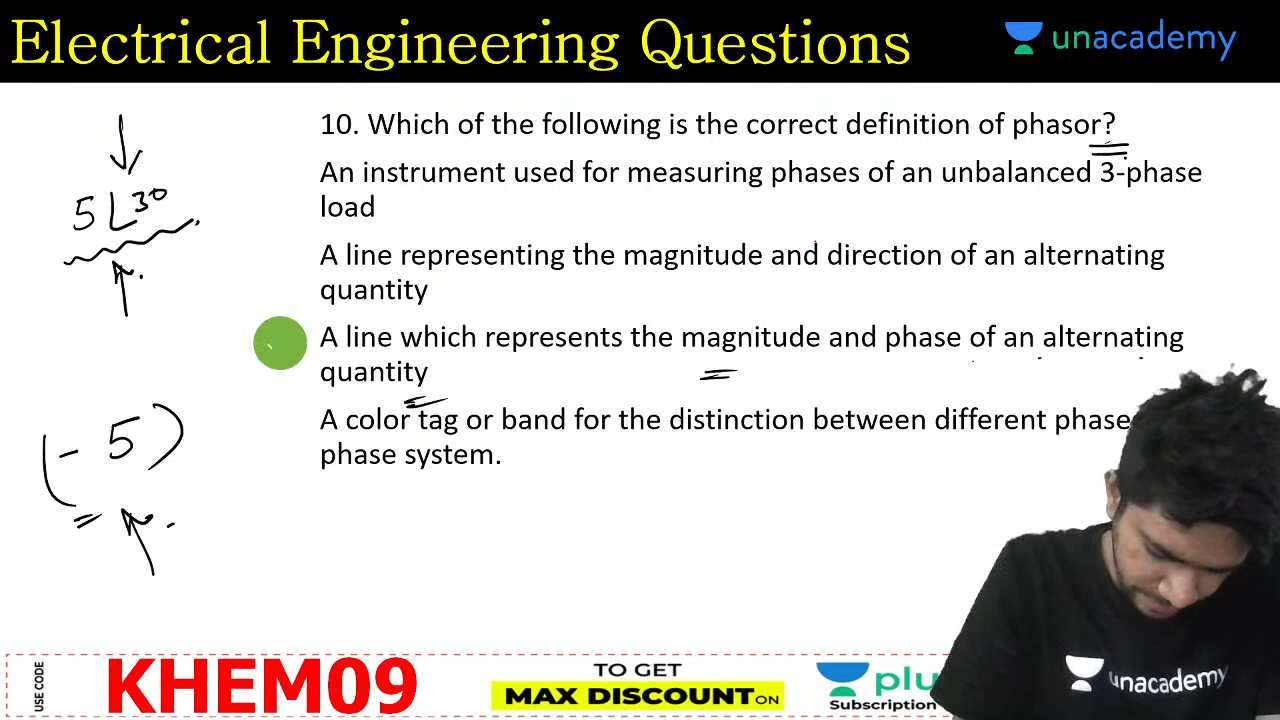 Electrical Engineering Questions
unacademy
10. Which of the following is the correct definition of phasor?
An instrument used for measuring phases of an unbalanced 3-phase
load
A line representing the magnitude and direction of an alternating
quantity
A line which represents the magnitude and phase of an alternating
quantity
A color tag or band for the distinction between different phase
phase system.
5∠30
(-5)
USE CODE
KHEM09
TO GET
MAX DISCOUNT ON
plu
Subscription
unacademy